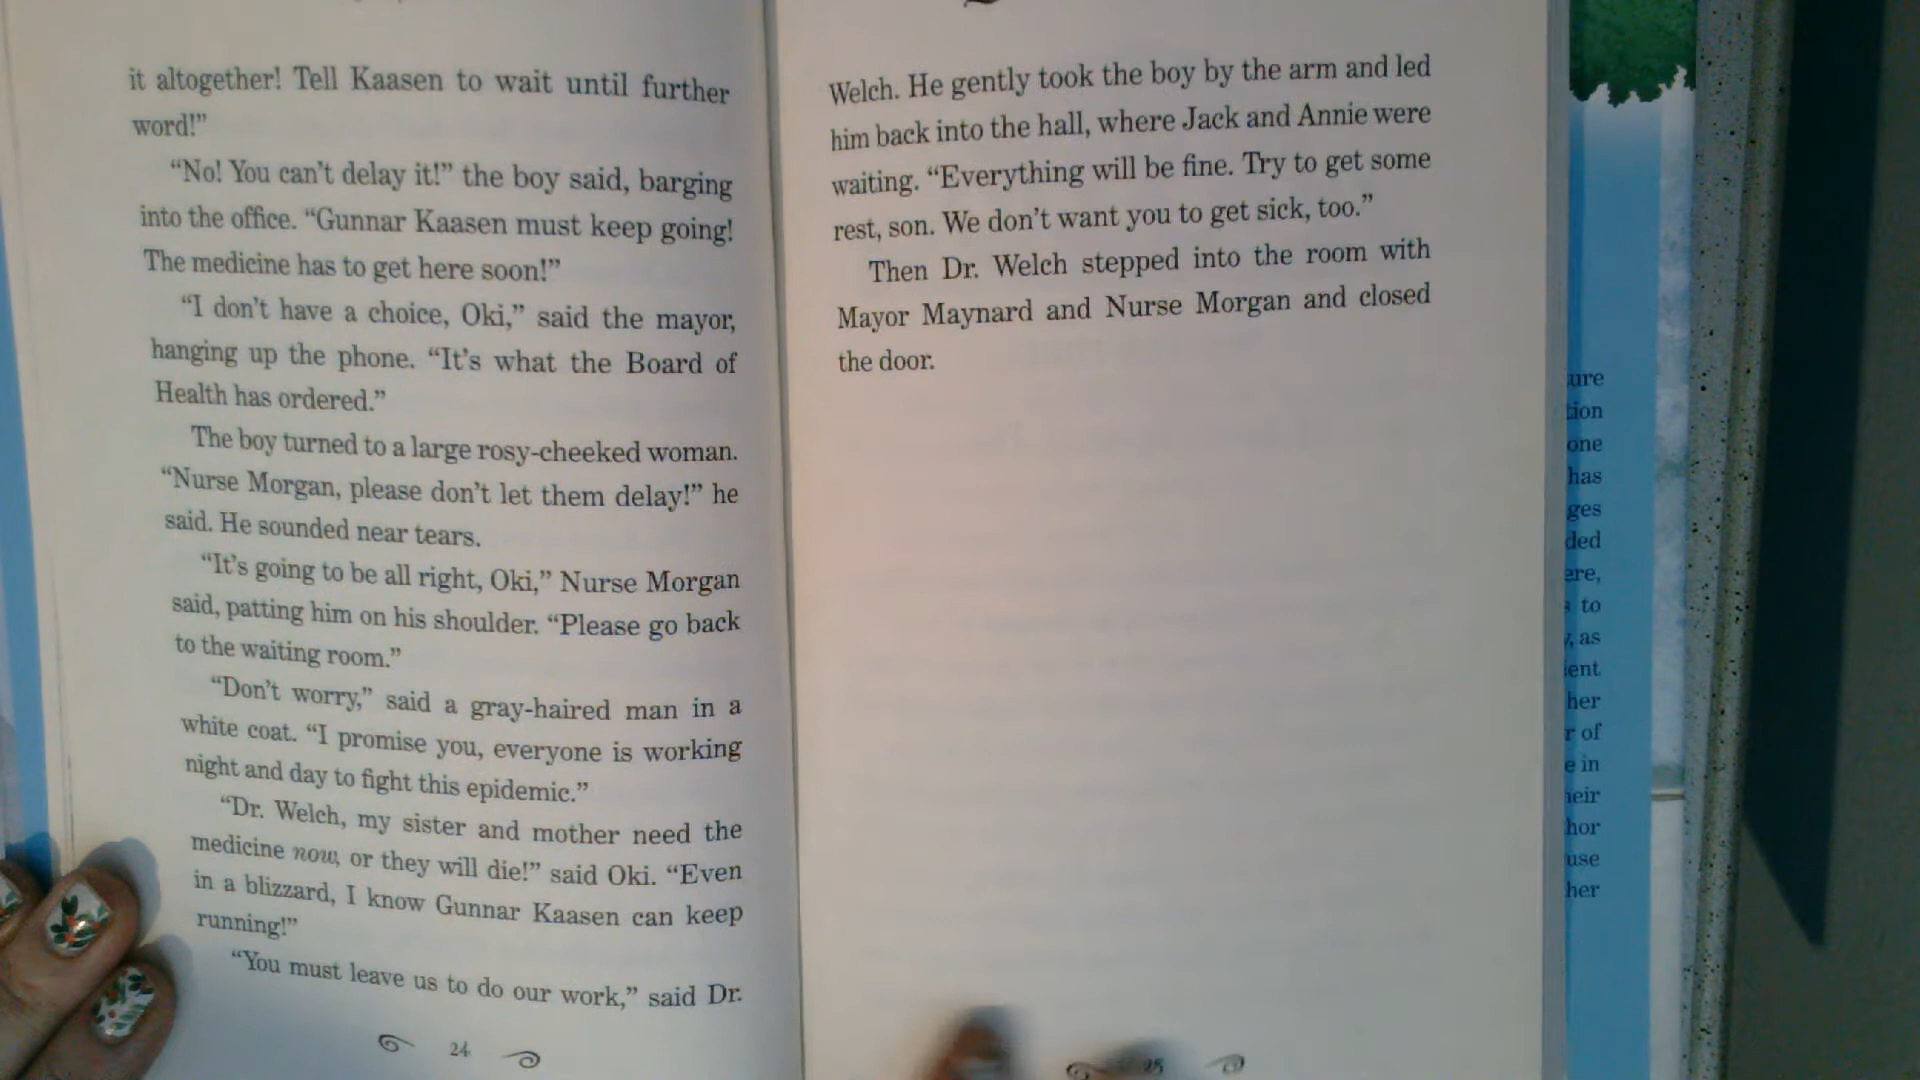 it altogether! Tell Kaasen to wait until further
word!”
“No! You can’t delay it!” the boy said, barging
into the office. “Gunnar Kaasen must keep going!
The medicine has to get here soon!”
“I don’t have a choice, Oki,” said the mayor,
hanging up the phone. “It’s what the Board of
Health has ordered.”
The boy turned to a large rosy-cheeked woman.
“Nurse Morgan, please don’t let them delay!” he
said. He sounded near tears.
“It’s going to be all right, Oki,” Nurse Morgan
said, patting him on his shoulder. “Please go back
to the waiting room.”
“Don’t worry,” said a gray-haired man in a
white coat. “I promise you, everyone is working
night and day to fight this epidemic.”
“Dr. Welch, my sister and mother need the
medicine now, or they will die!” said Oki. “Even
in a blizzard, I know Gunnar Kaasen can keep
running!”
“You must leave us to do our work,” said Dr.
24
Welch. He gently took the boy by the arm and led
him back into the hall, where Jack and Annie were
waiting. “Everything will be fine. Try to get some
rest, son. We don’t want you to get sick, too.”
Then Dr. Welch stepped into the room with
Mayor Maynard and Nurse Morgan and closed
the door.
25
one
has
to
as
her
of
in
her